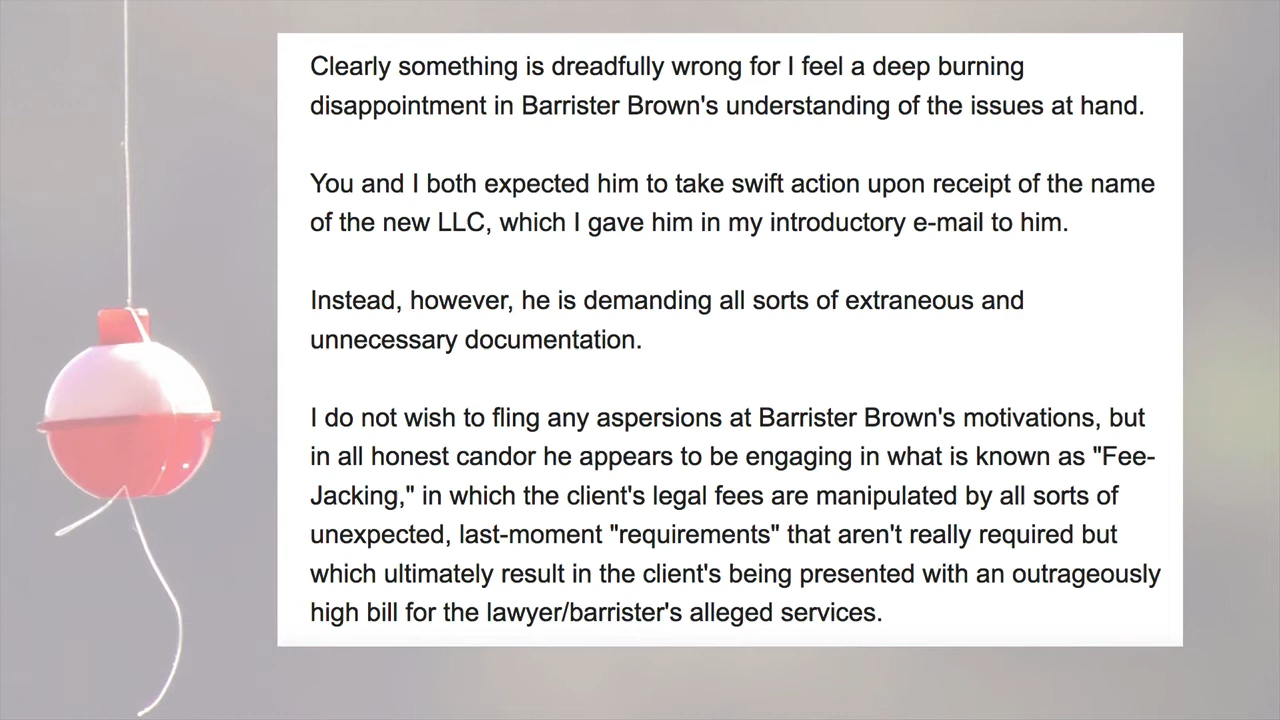 Clearly something is dreadfully wrong for I feel a deep burning
disappointment in Barrister Brown's understanding of the issues at hand.
You and I both expected him to take swift action upon receipt of the name
of the new LLC, which I gave him in my introductory e-mail to him.
Instead, however, he is demanding all sorts of extraneous and
unnecessary documentation.
I do not wish to fling any aspersions at Barrister Brown's motivations, but
in all honest candor he appears to be engaging in what is known as "Fee-
Jacking," in which the client's legal fees are manipulated by all sorts of
unexpected, last-moment "requirements" that aren't really required but
which ultimately result in the client's being presented with an outrageously
high bill for the lawyer/barrister's alleged services.